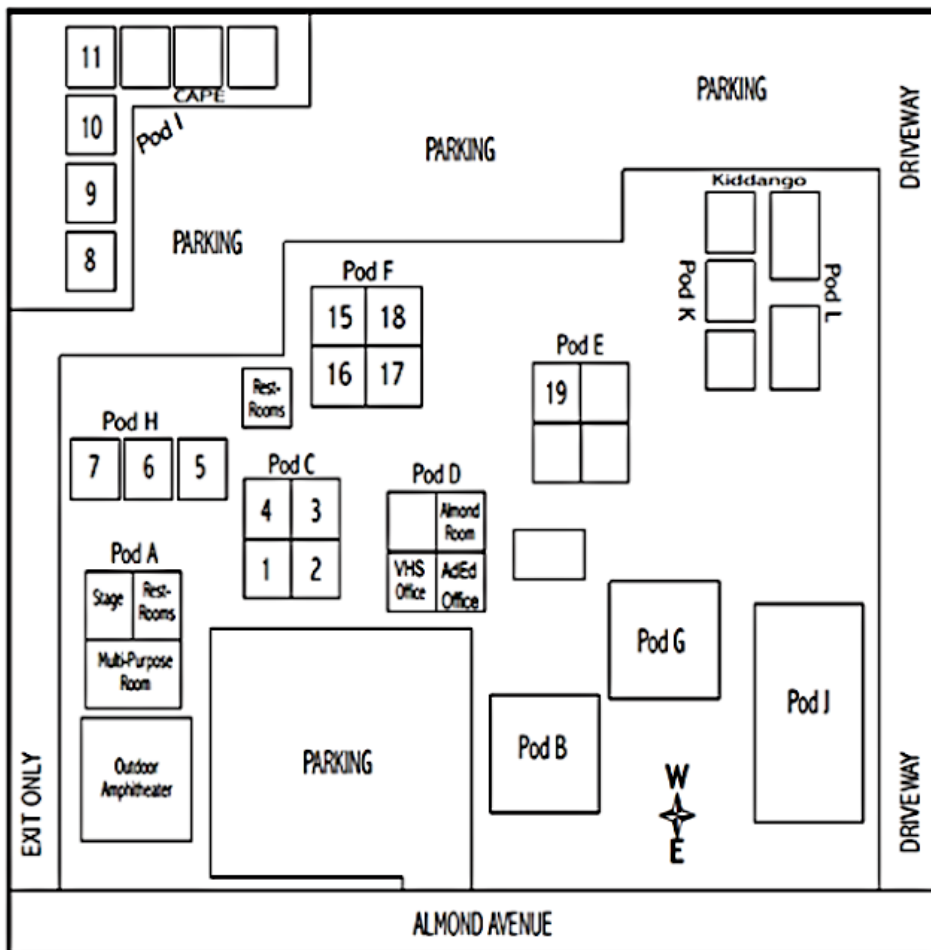 11
CAPE
10
Pod I
9
8
PARKING
PARKING
PARKING
DRIVEWAY
Kiddango
Pod K
Pod L
Pod F
15 18
16 17
Pod E
19
Rest-
Rooms
Pod H
7 6 5
Pod C
4 3
1 2
Pod D
Almond
Room
VHS
Office
AdEd
Office
Pod A
Stage
Rest-
Rooms
Multi-Purpose
Room
Outdoor
Amphitheater
PARKING
Pod G
Pod B
Pod J
W
E
EXIT ONLY
DRIVEWAY
ALMOND AVENUE